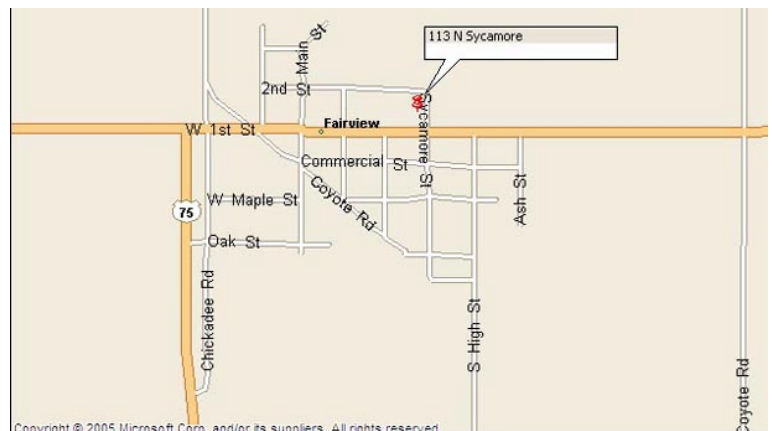 113 N Sycamore
Main St
2nd St
Sycamore St
Fairview
W 1st St
Commercial St
Coyote Rd
W Maple St
Ash St
75
Oak St
Chickadee Rd
S High St
Coyote Rd
Copyright © 2005 Microsoft Corp. and/or its suppliers. All rights reserved.